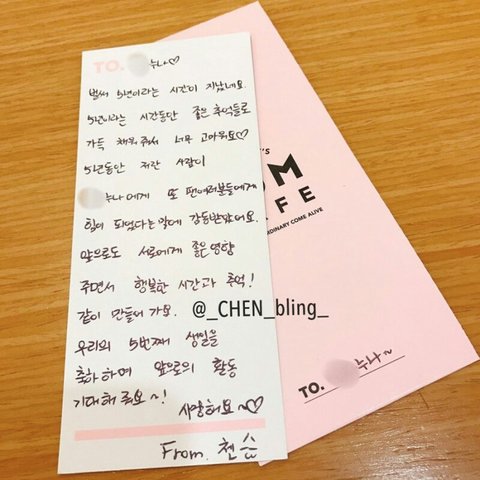 TO. 누나♡
벌써 5년이라는 시간이 지났네요.
5년이라는 시간동안 좋은 추억들로
가득 채워줘서 너무 고마워요♡
5년동안 저란 사람이
누나에게 또 팬여러분들에게
힘이 되었다는 말에 감동받았어요.
앞으로도 서로에게 좋은 영향
주면서 행복한 시간과 추억!
같이 만들어 가요.
우리의 5번째 생일을
축하하며 앞으로의 활동
기대해줘요~!
사랑해요~♡
From. 첸
@_CHEN_bling_
'S
OM
FE
ORDINARY COME ALIVE
TO. 누나~